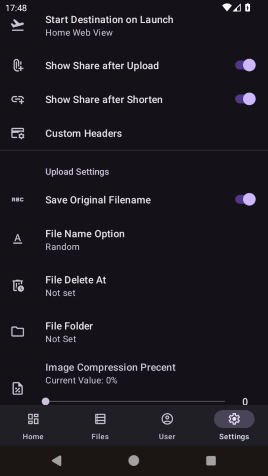 17:48
Start Destination on Launch
Home Web View
Show Share after Upload
Show Share after Shorten
Custom Headers
Upload Settings
ABC
Save Original Filename
File Name Option
Random
File Delete At
Not set
File Folder
Not Set
Image Compression Precent
Current Value: 0%
0
Home Files User Settings